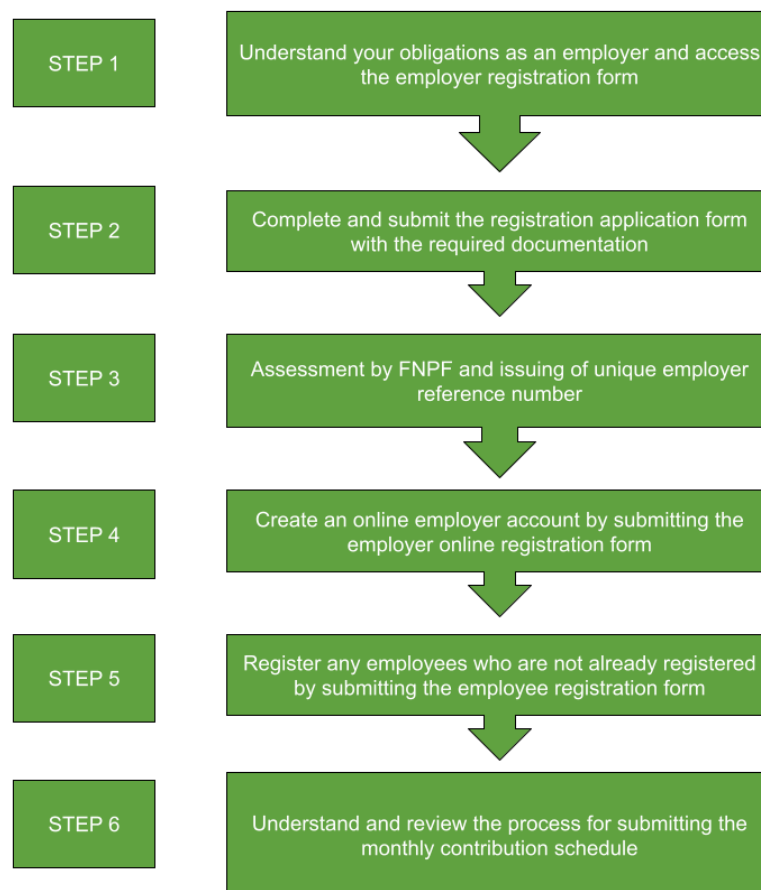 STEP 1
Understand your obligations as an employer and access
the employer registration form
STEP 2
Complete and submit the registration application form
with the required documentation
STEP 3
Assessment by FNPF and issuing of unique employer
reference number
STEP 4
Create an online employer account by submitting the
employer online registration form
STEP 5
Register any employees who are not already registered
by submitting the employee registration form
STEP 6
Understand and review the process for submitting the
monthly contribution schedule